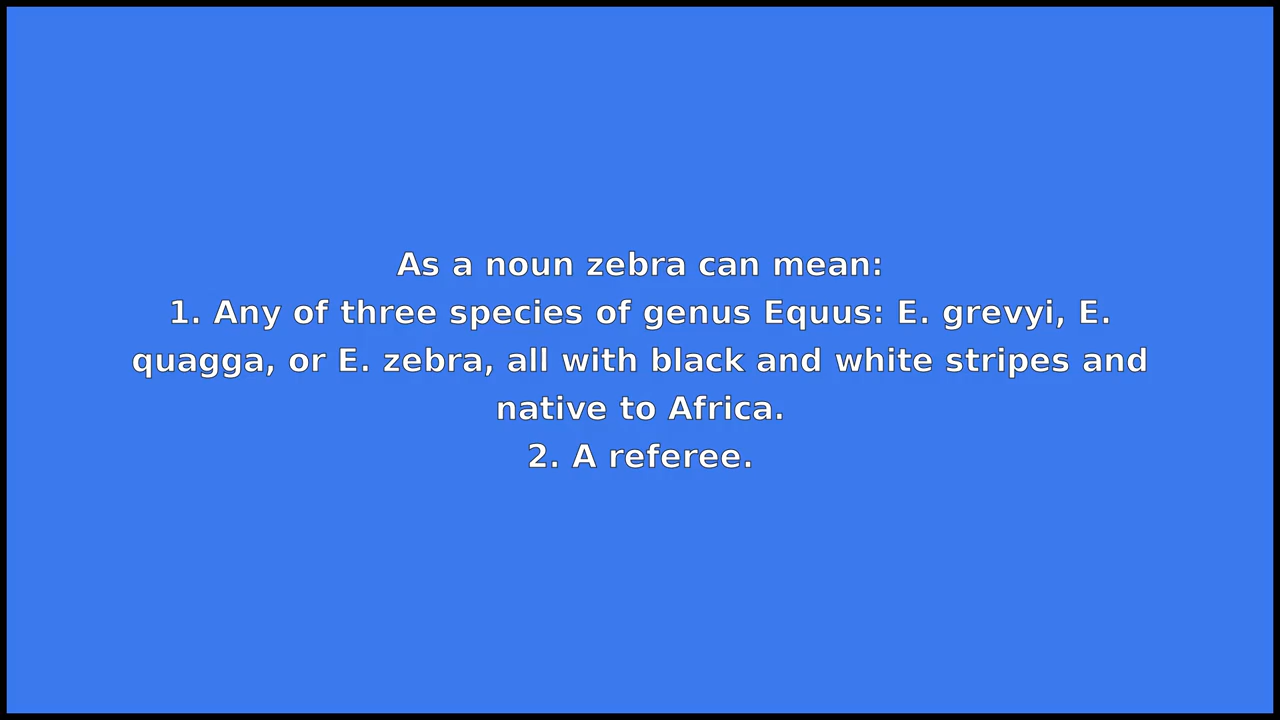 As a noun zebra can mean:
1. Any of three species of genus Equus: E. grevyi, E.
quagga, or E. zebra, all with black and white stripes and
native to Africa.
2. A referee.